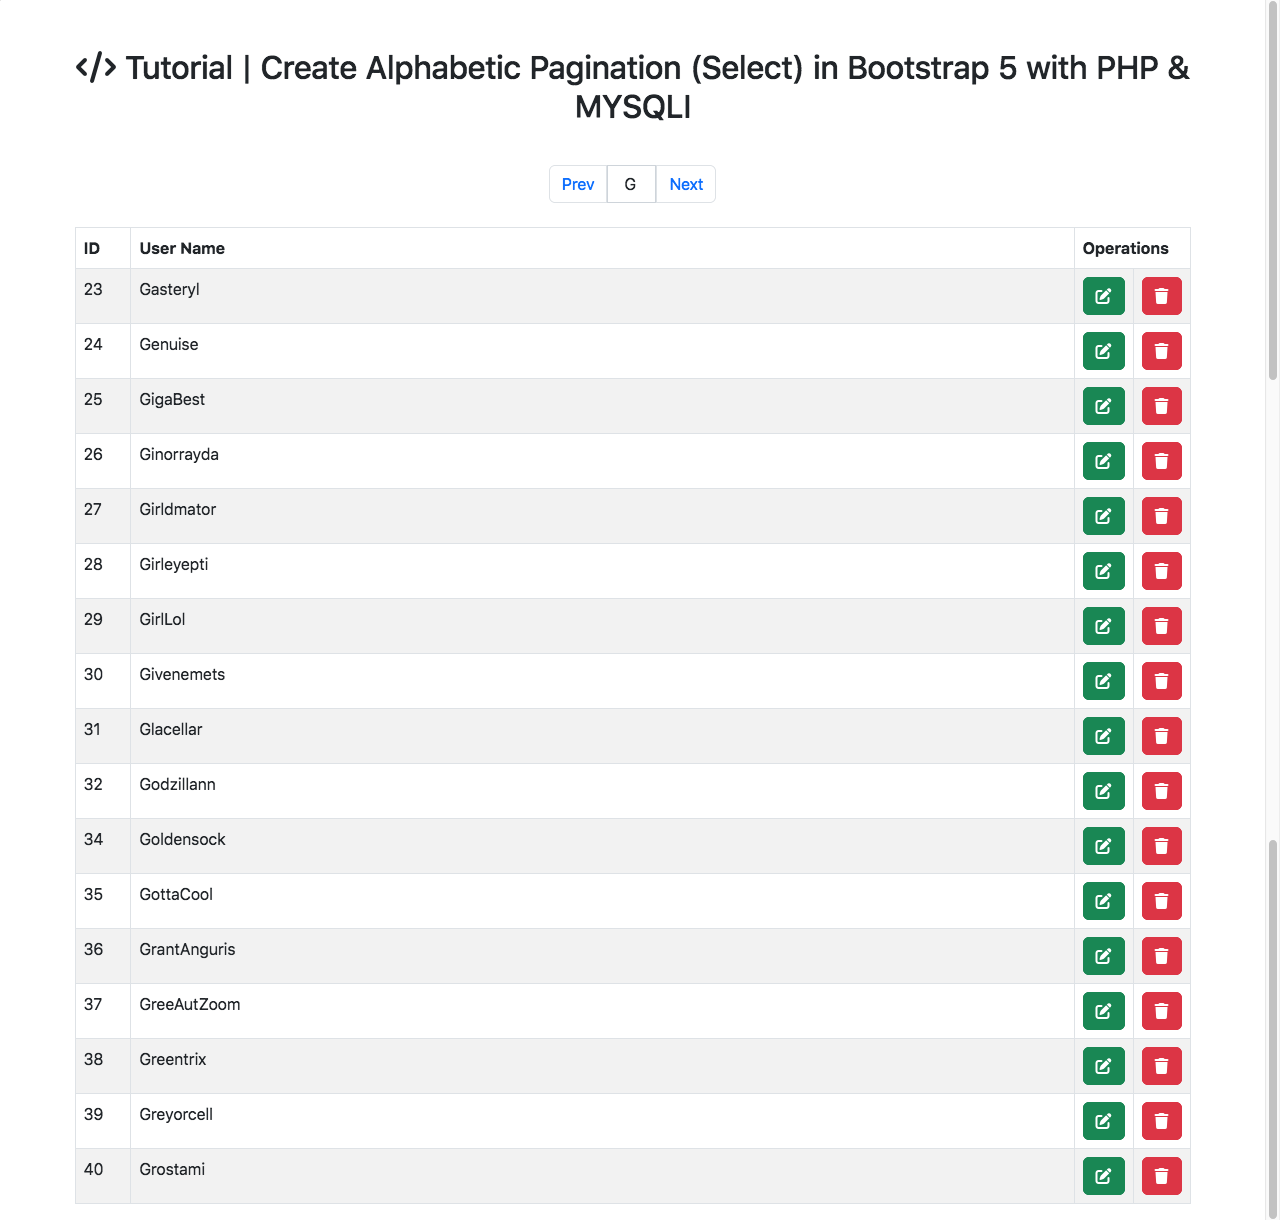 </> Tutorial | Create Alphabetic Pagination (Select) in Bootstrap 5 with PHP &
MYSQLI
Prev G Next
ID User Name Operations
23 Gasteryl
24 Genuise
25 GigaBest
26 Ginorrayda
27 Girldmator
28 Girleyepti
29 GirlLol
30 Givenemets
31 Glacellar
32 Godzillann
34 Goldensock
35 GottaCool
36 GrantAnguris
37 GreeAutZoom
38 Greentrix
39 Greyorcell
40 Grostami